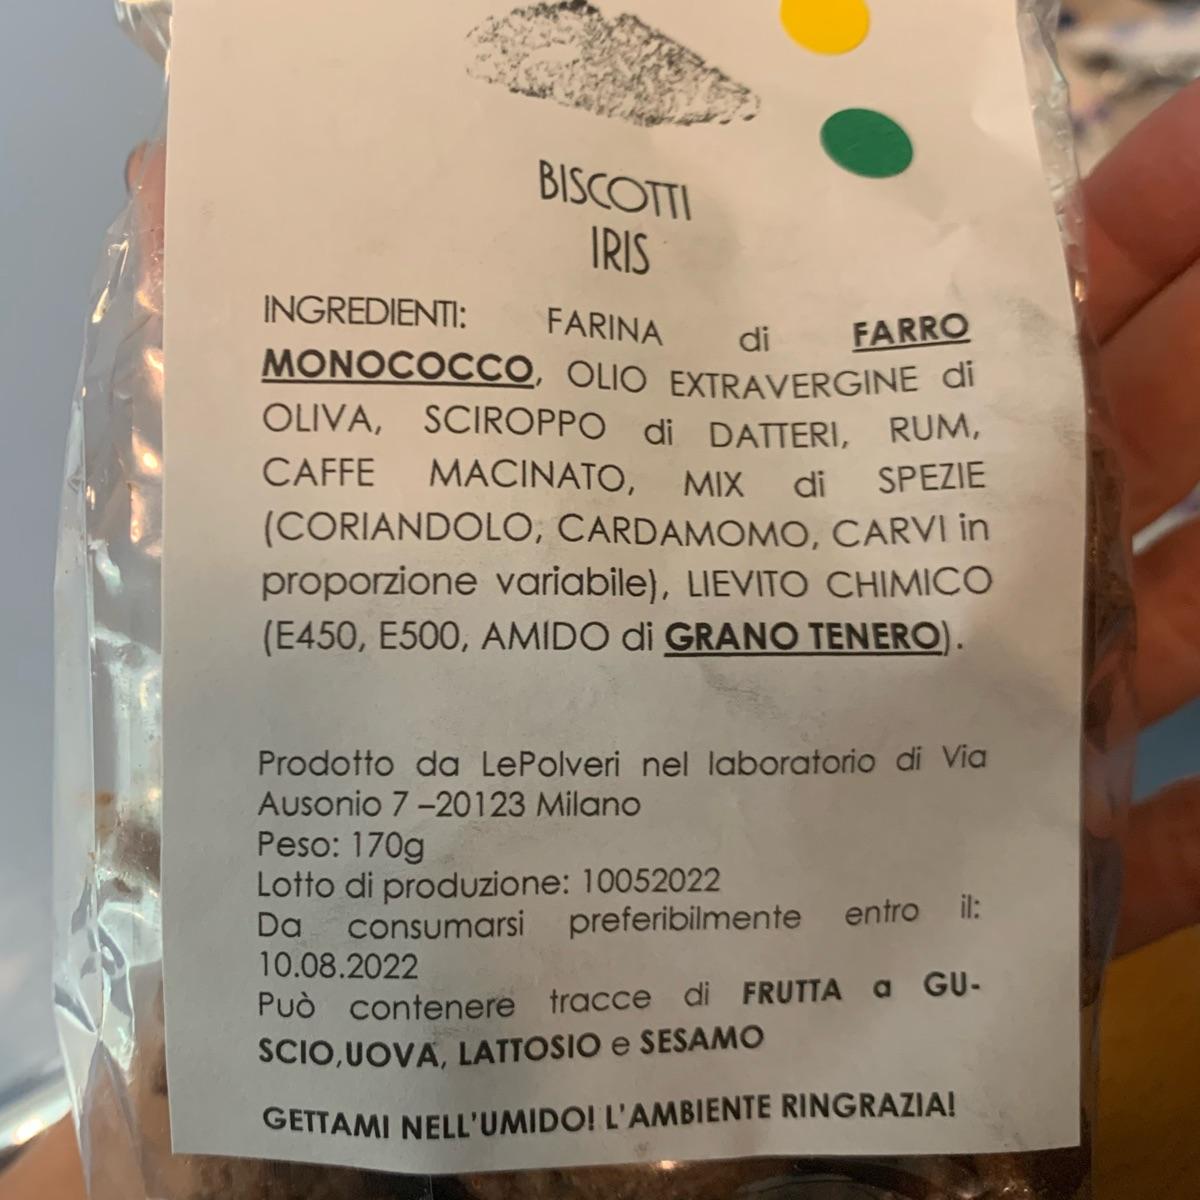 BISCOTTI
IRIS
INGREDIENTI: FARINA di FARRO
MONOCOCCO, OLIO EXTRAVERGINE di
OLIVA, SCIROPPO di DATTERI, RUM,
CAFFE MACINATO, MIX di SPEZIE
(CORIANDOLO, CARDAMOMO, CARVI in
proporzione variabile), LIEVITO CHIMICO
(E450, E500, AMIDO di GRANO TENERO).
Prodotto da LePolveri nel laboratorio di Via
Ausonio 7 –20123 Milano
Peso: 170g
Lotto di produzione: 10052022
Da consumarsi preferibilmente entro il:
10.08.2022
Può contenere tracce di FRUTTA a GU-
SCIO,UOVA, LATTOSIO e SESAMO
GETTAMI NELL'UMIDO! L'AMBIENTE RINGRAZIA!